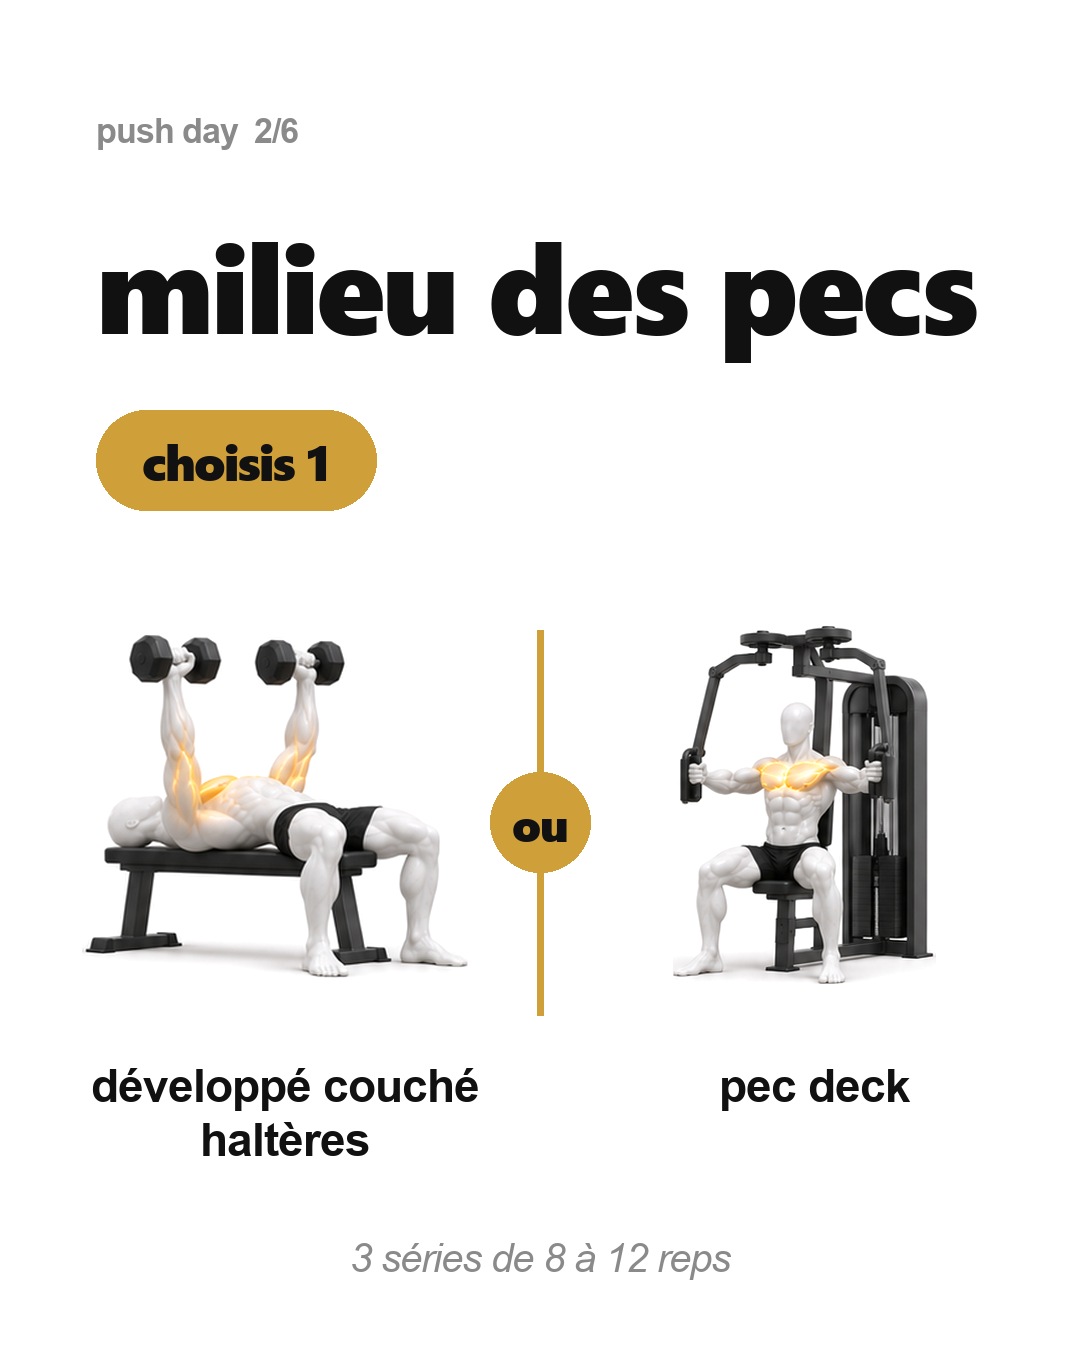 push day 2/6
milieu des pecs
choisis 1
ou
développé couché
haltères
pec deck
3 séries de 8 à 12 reps